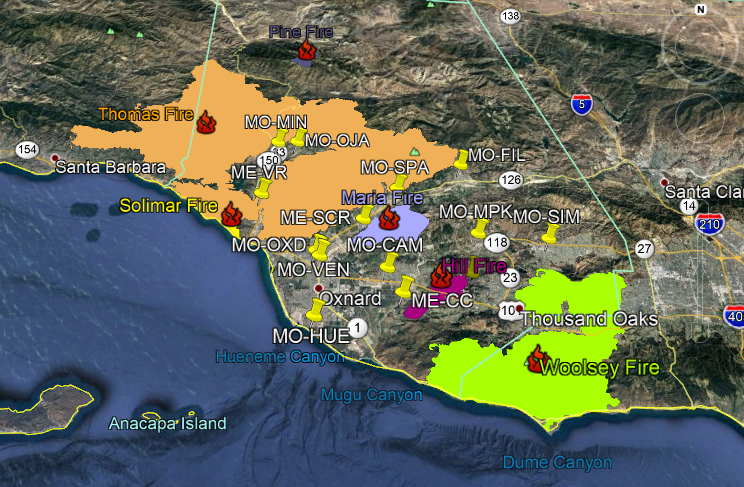 N
138
Pine Fire
5
Thomas Fire
MO-MIN
MO-OJA
33
150
154
Santa Barbara
MO-SPA
MO-FIL
ME-VR
126
Santa Clar
Maria Fire
14
Solimar Fire
ME-SCR
MO-MPK
MO-SIM
210
MO-OXD
MO-CAM
118
27
MO-VEN
Hill Fire
23
Oxnard
ME-CC
101
Thousand Oaks
40
MO-HUE
1
Hueneme Canyon
Woolsey Fire
Mugu Canyon
Anacapa Island
Dume Canyon